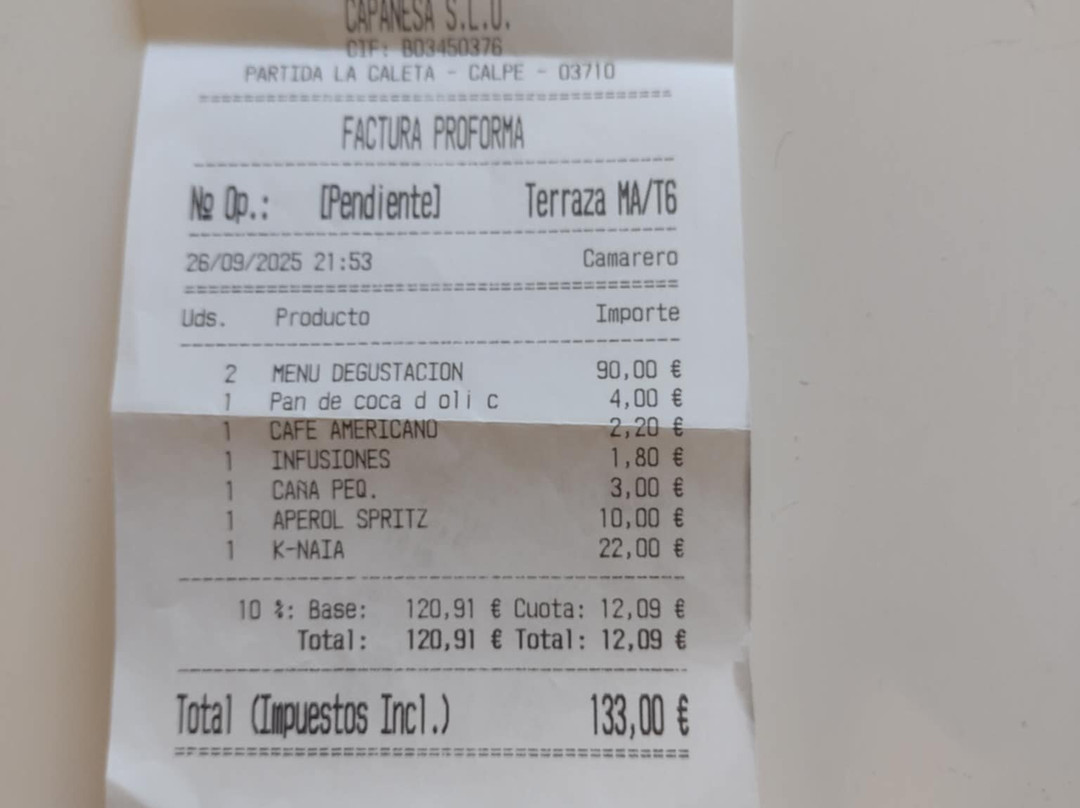 CAPANESA S.L.U.
CIF: B03450376
PARTIDA LA CALETA - CALPE - 03710
FACTURA PROFORMA
Nº Op.: [Pendiente] Terraza MA/T6
26/09/2025 21:53 Camarero
Uds. Producto Importe
2 MENU DEGUSTACION 90,00 €
1 Pan de coca d oli c 4,00 €
1 CAFE AMERICANO 2,20 €
1 INFUSIONES 1,80 €
1 CAÑA PEQ. 3,00 €
1 APEROL SPRITZ 10,00 €
1 K-NAIA 22,00 €
10 %: Base: 120,91 € Cuota: 12,09 €
Total: 120,91 € Total: 12,09 €
Total (Impuestos Incl.) 133,00 €